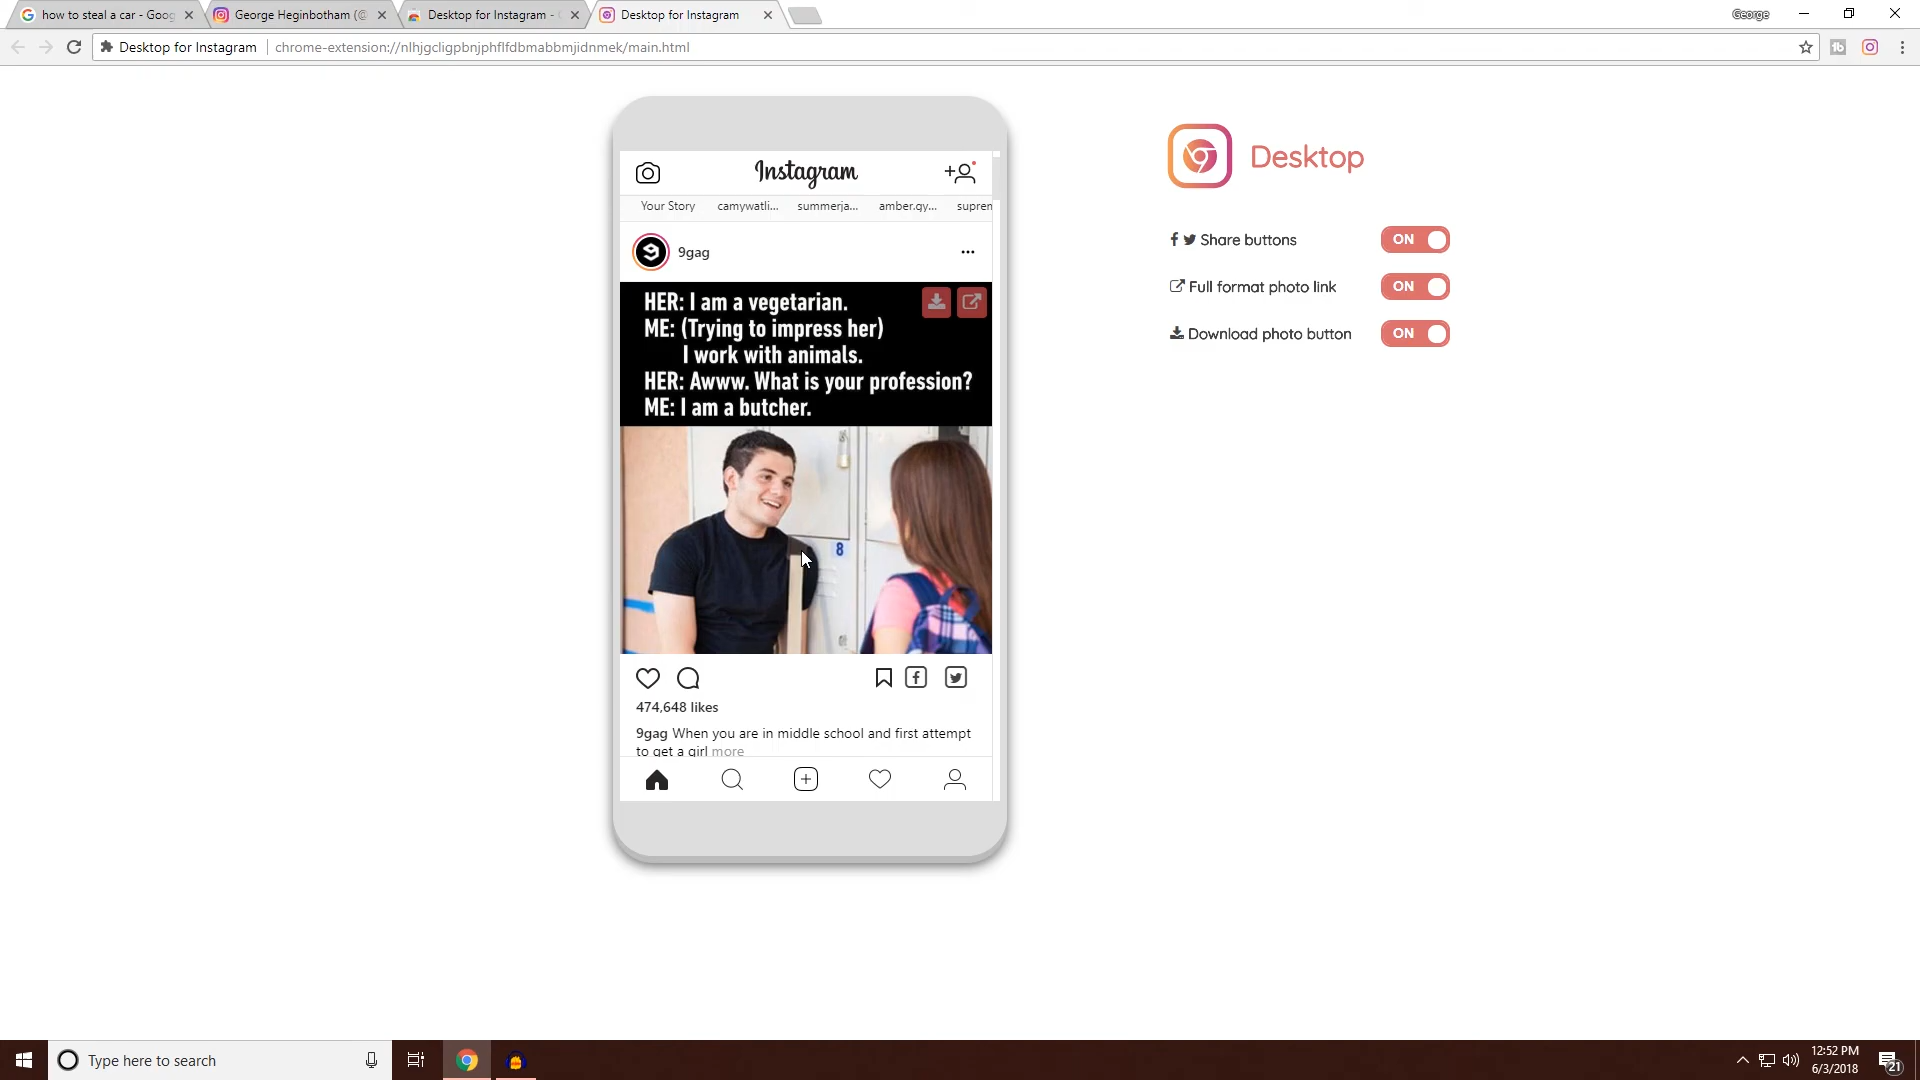 how to steal a car - Goog
George Heginbotham (@
Desktop for Instagram -
Desktop for Instagram
George
Desktop for Instagram
chrome-extension://nlhjgcligpbnjphflfdbmabbmjidnmek/main.html
Instagram
Your Story camywatli... summerja... amber.qy... supren
9gag
HER: I am a vegetarian.
ME: (Trying to impress her)
I work with animals.
HER: Awww. What is your profession?
ME: I am a butcher.
8
474,648 likes
9gag When you are in middle school and first attempt
to get a girl more
Desktop
Share buttons ON
Full format photo link ON
Download photo button ON
Type here to search
12:52 PM
6/3/2018
21